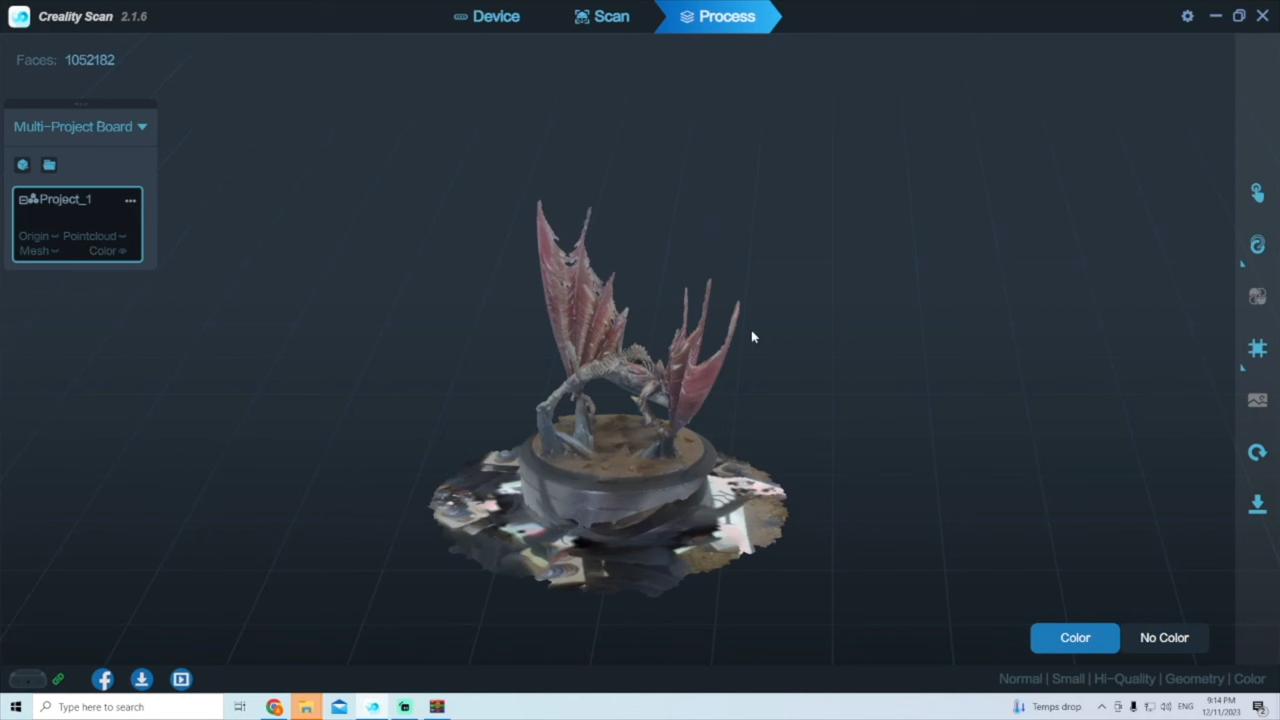 Creality Scan 2.1.6
Device
Scan
Process
Faces: 1052182
Multi-Project Board
Project_1
Origin Pointcloud
Mesh Color
Color
No Color
Normal | Small | Hi-Quality | Geometry | Color
Type here to search
Temps drop
ENG
9:14 PM
12/11/2023
2